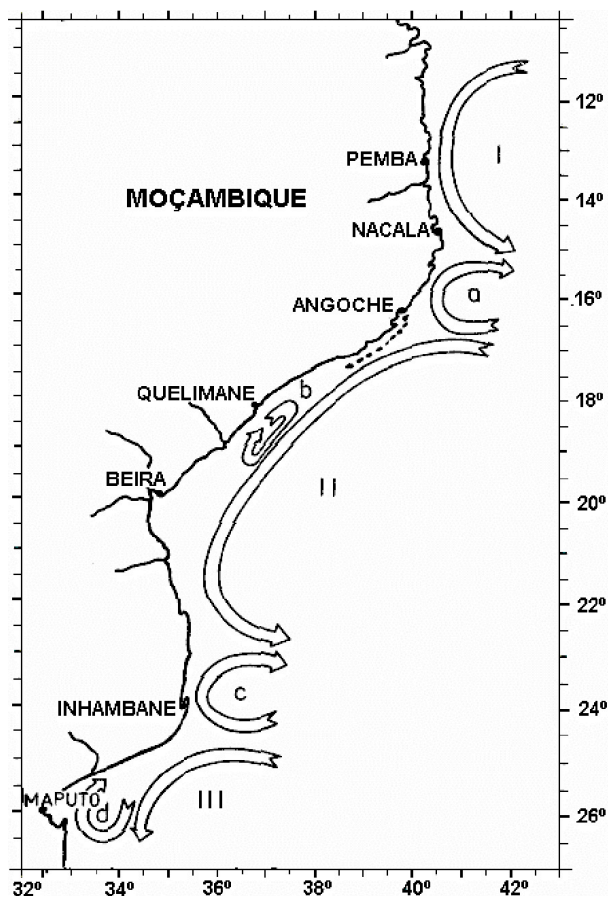 12º
PEMBA
I
MOÇAMBIQUE
14º
NACALA
a
16º
ANGOCHE
QUELIMANE
b
18º
BEIRA
II
20º
22º
c
INHAMBANE
24º
MAPUTO
d
III
26º
32º 34º 36º 38º 40º 42º